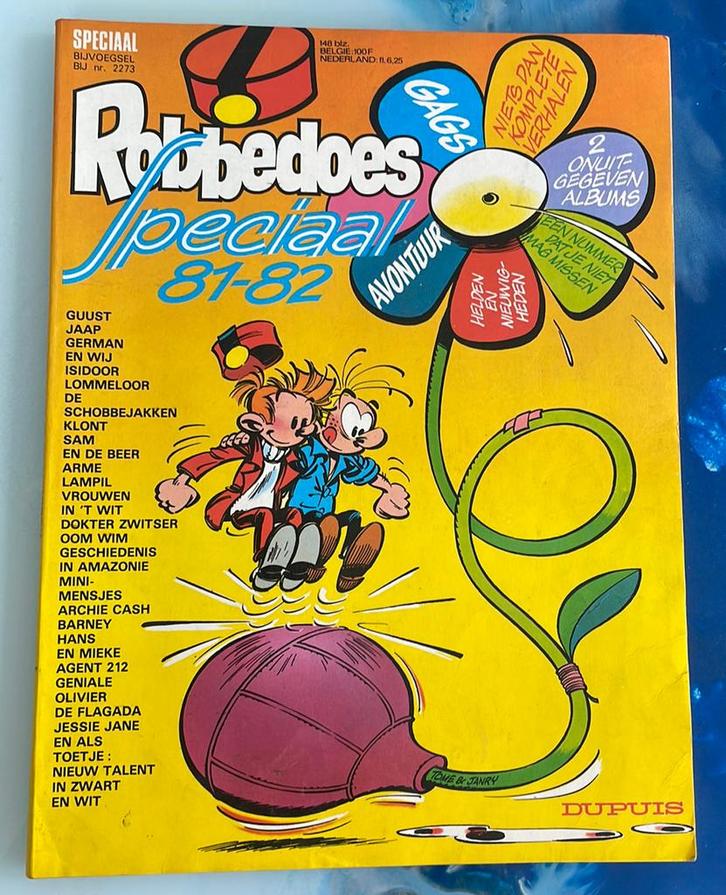 SPECIAAL
BIJVOEGSEL
BIJ nr. 2273
148 blz.
BELGIE: 100 F
NEDERLAND: fl. 6,25
Robbedoes
Speciaal
81-82
GAGS
NIETS DAN
KOMPLETE
VERHALEN
2
ONUIT-
GEGEVEN
ALBUMS
EEN NUMMER
DAT JE NIET
MAG MISSEN
HELDEN
EN
NIEUWIG-
HEDEN
AVONTUUR
GUUST
JAAP
GERMAN
EN WIJ
ISIDOOR
LOMMELOOR
DE
SCHOBBEJAKKEN
KLONT
SAM
EN DE BEER
ARME
LAMPIL
VROUWEN
IN 'T WIT
DOKTER ZWITSER
OOM WIM
GESCHIEDENIS
IN AMAZONIE
MINI-
MENSJES
ARCHIE CASH
BARNEY
HANS
EN MIEKE
AGENT 212
GENIALE
OLIVIER
DE FLAGADA
JESSIE JANE
EN ALS
TOETJE :
NIEUW TALENT
IN ZWART
EN WIT
TOME & JANRY
DUPUIS